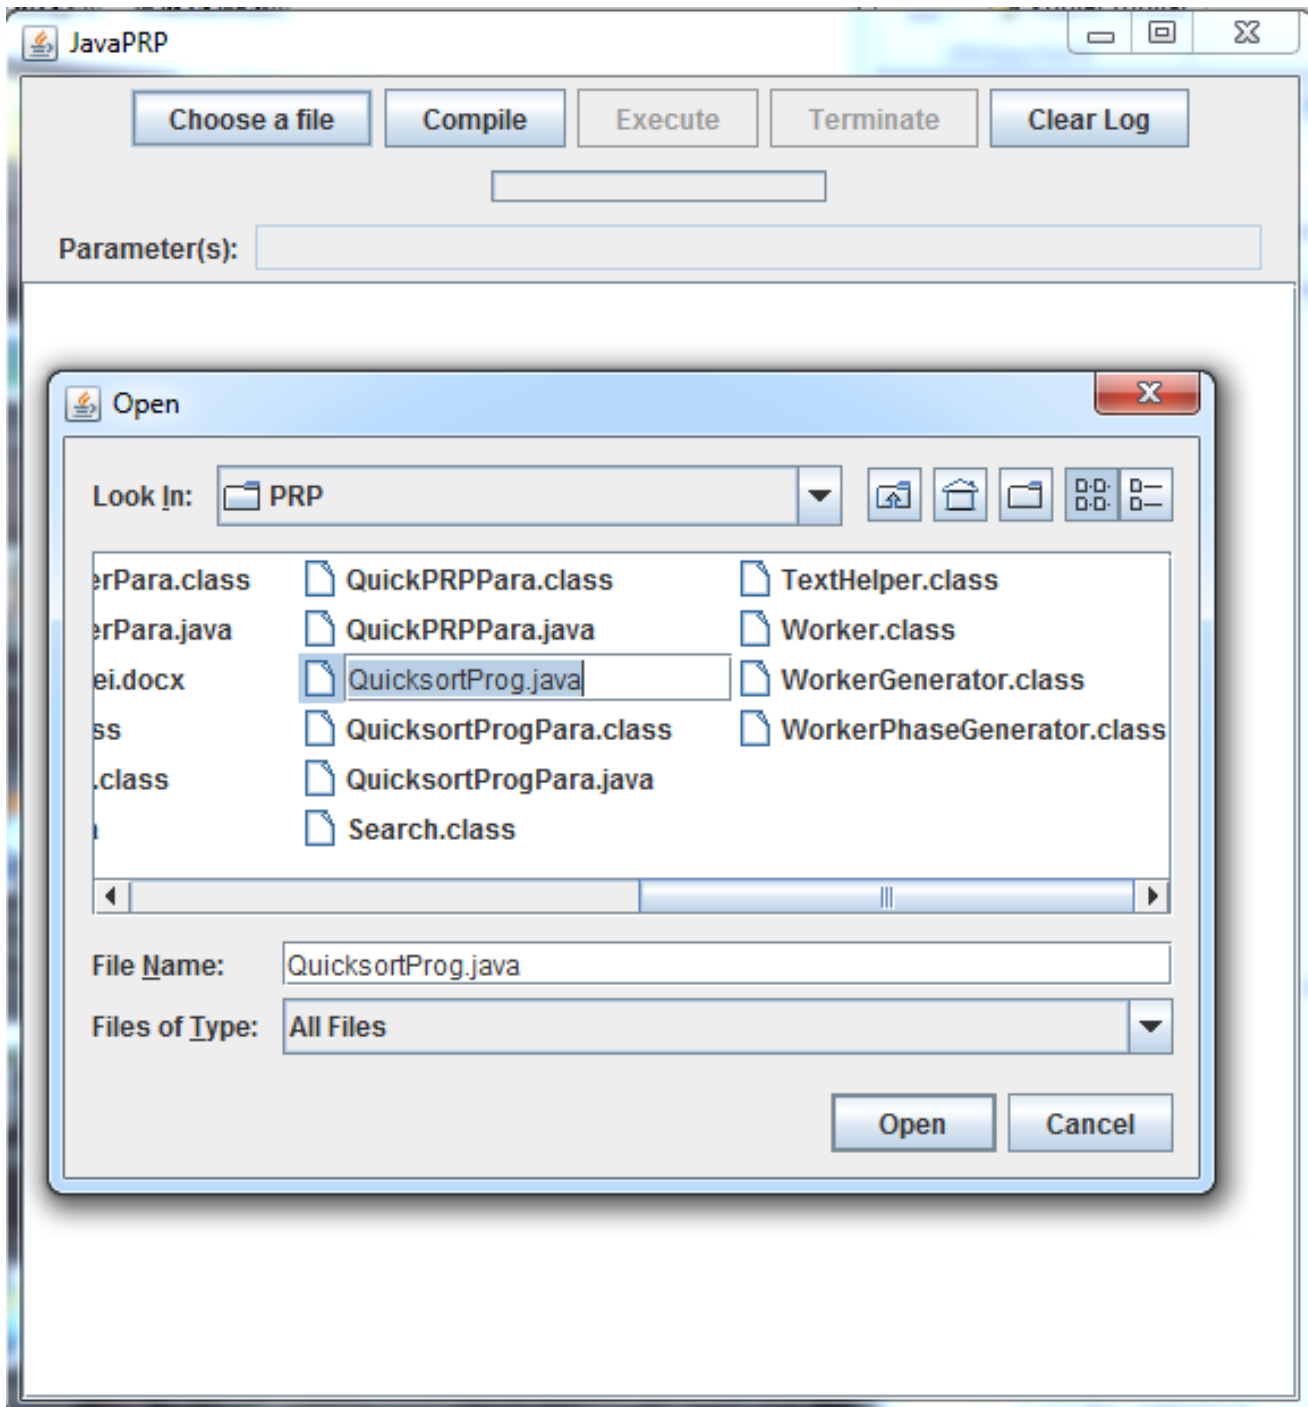 JavaPRP
Choose a file Compile Execute Terminate Clear Log
Parameter(s):
Open
Look In: PRP
erPara.class QuickPRPPara.class TextHelper.class
erPara.java QuickPRPPara.java Worker.class
ei.docx QuicksortProg.java WorkerGenerator.class
ss QuicksortProgPara.class WorkerPhaseGenerator.class
.class QuicksortProgPara.java
Search.class
File Name: QuicksortProg.java
Files of Type: All Files
Open Cancel